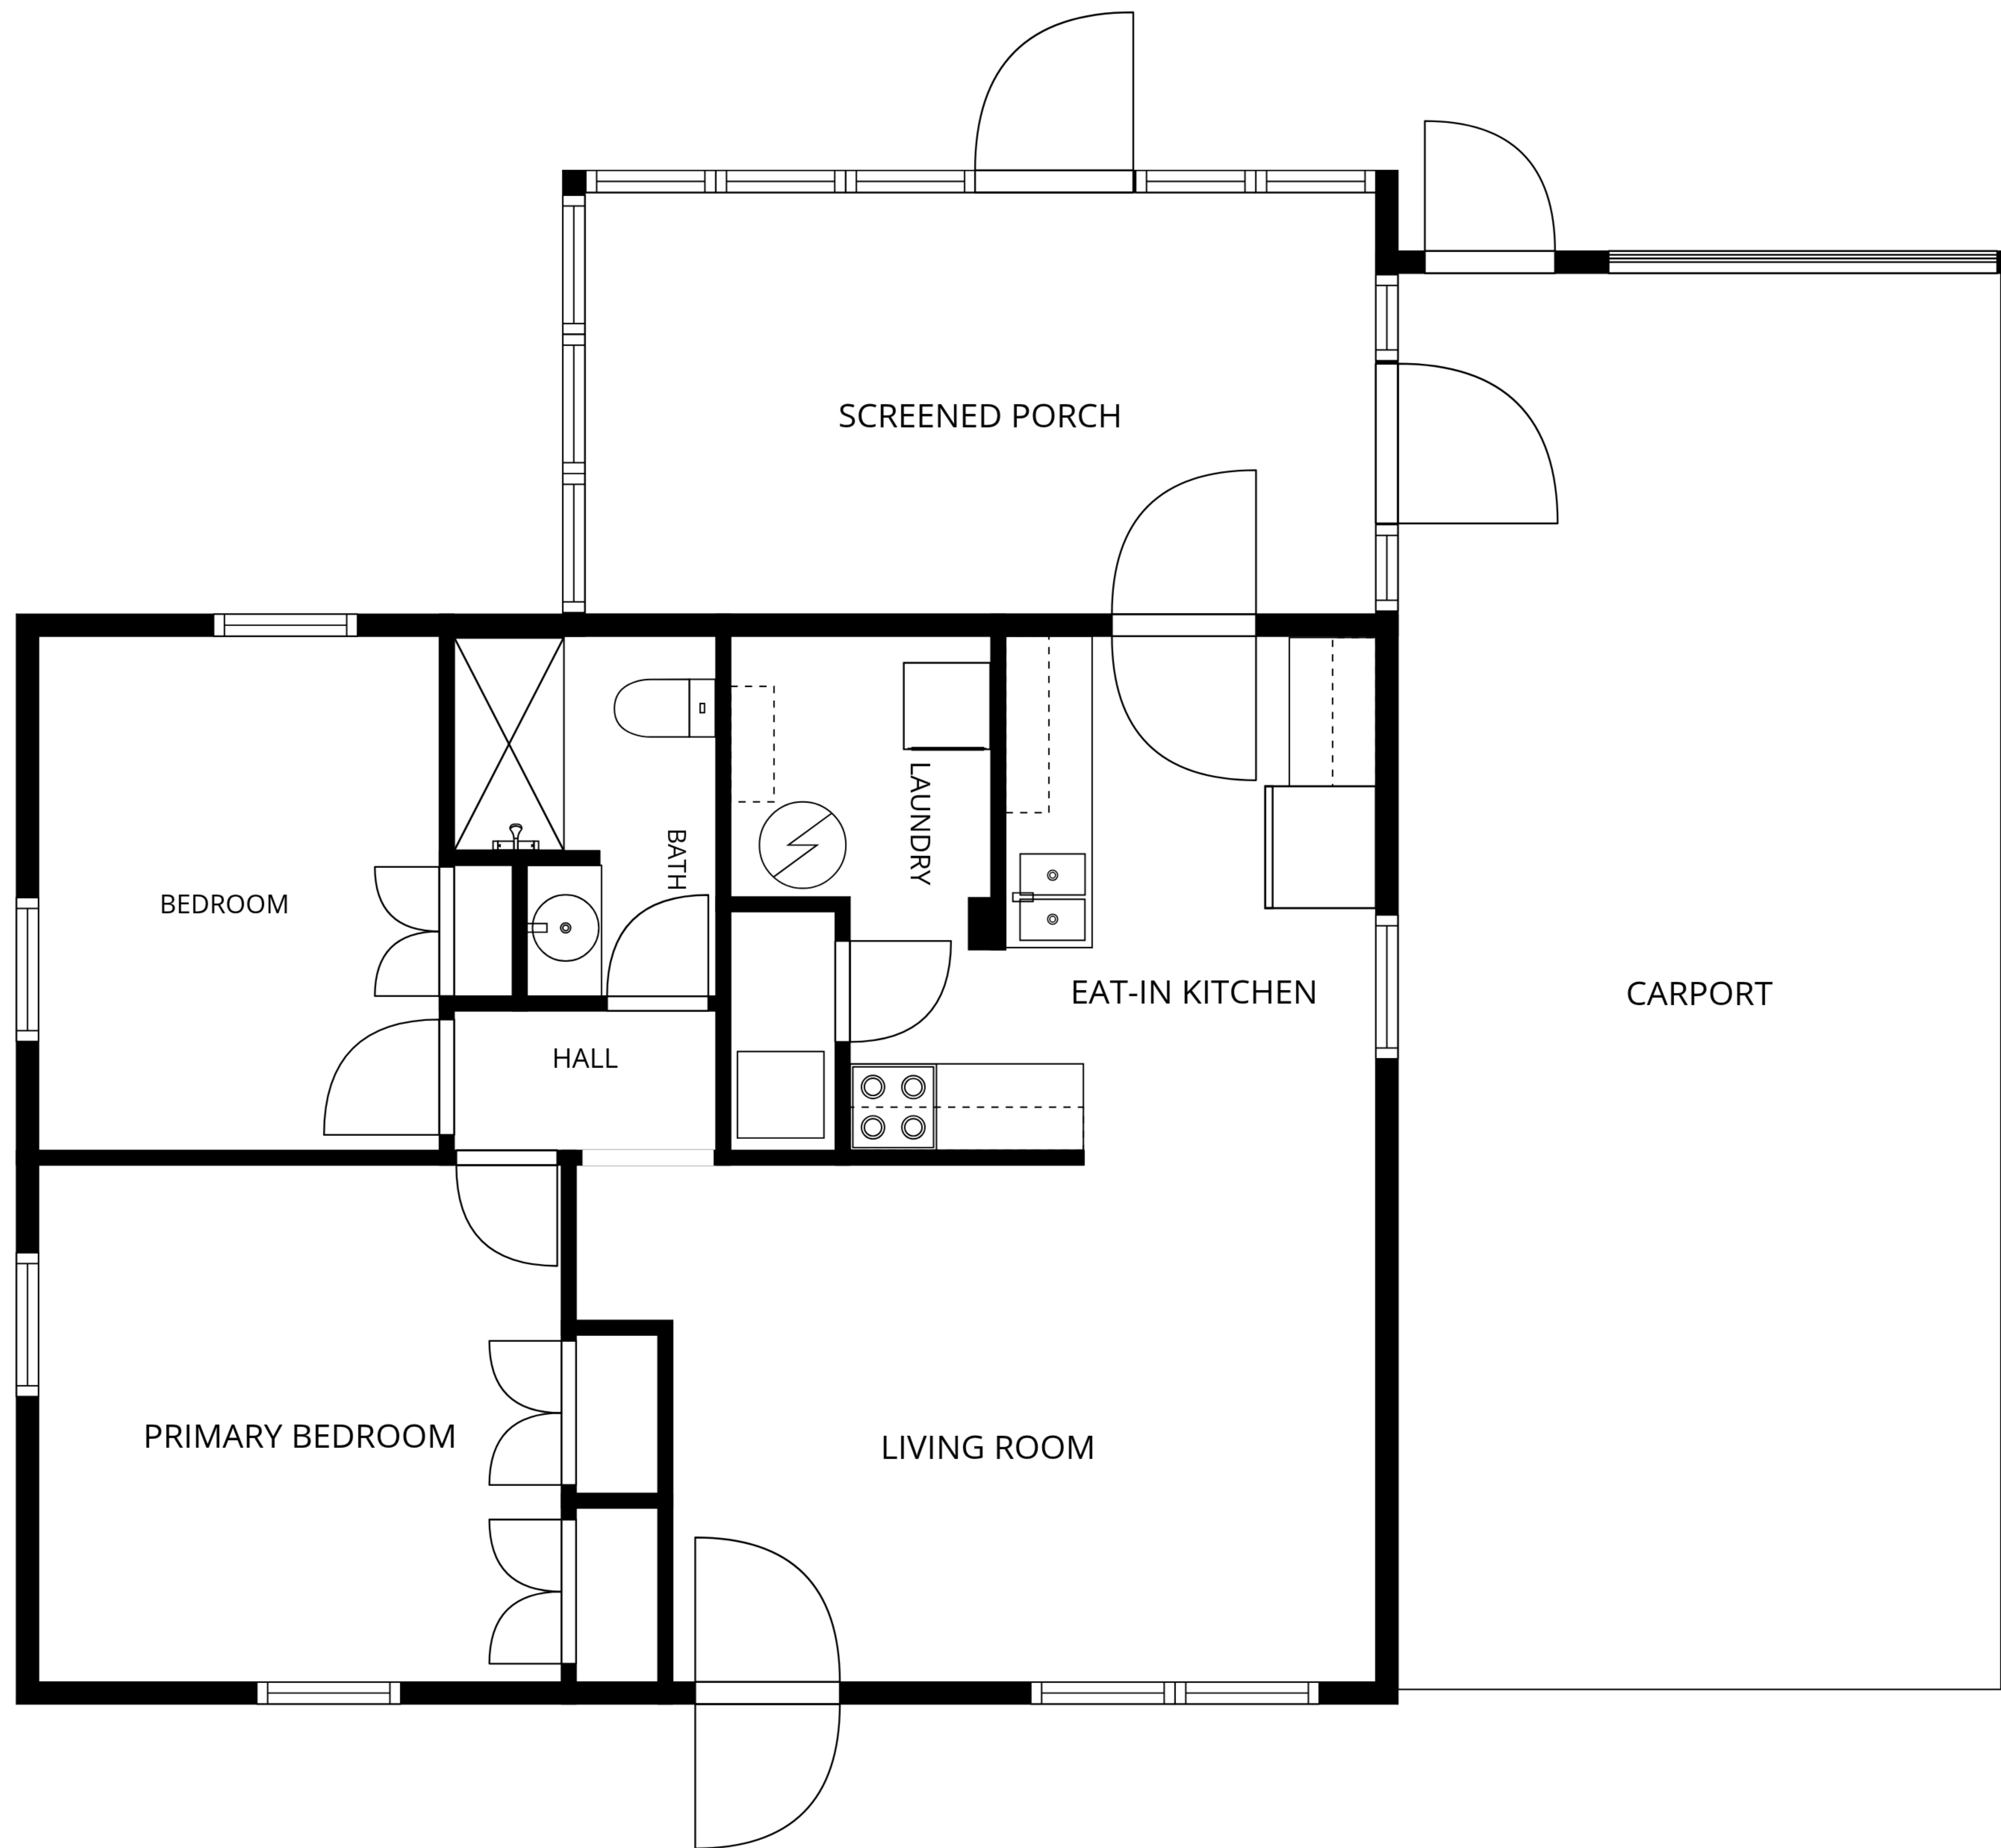 SCREENED PORCH
LAUNDRY
BATH
BEDROOM
EAT-IN KITCHEN
CARPORT
HALL
PRIMARY BEDROOM
LIVING ROOM